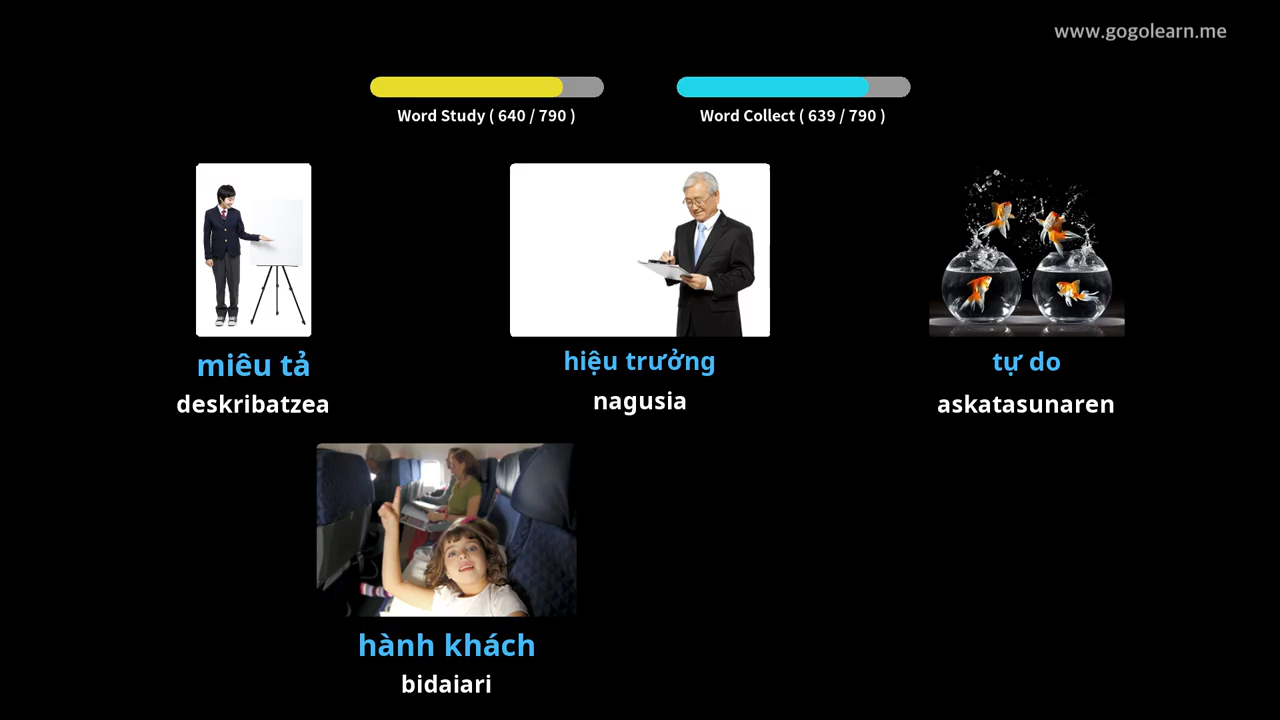 www.gogolearn.me
Word Study ( 640 / 790 )
Word Collect ( 639 / 790 )
miêu tả
deskribatzea
hiệu trưởng
nagusia
tự do
askatasunaren
hành khách
bidaiari